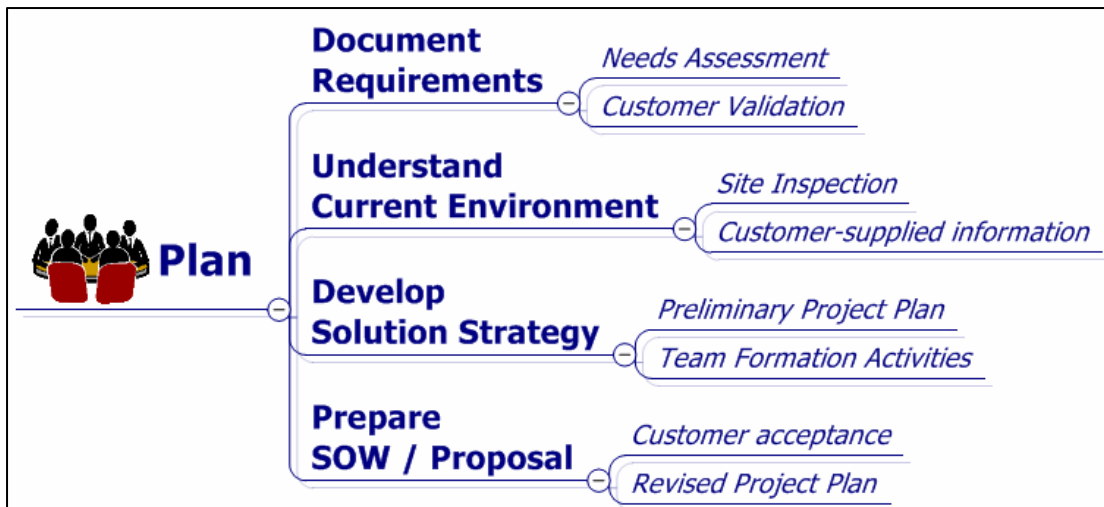 Plan
Document
Requirements
Needs Assessment
Customer Validation
Understand
Current Environment
Site Inspection
Customer-supplied information
Develop
Solution Strategy
Preliminary Project Plan
Team Formation Activities
Prepare
SOW / Proposal
Customer acceptance
Revised Project Plan